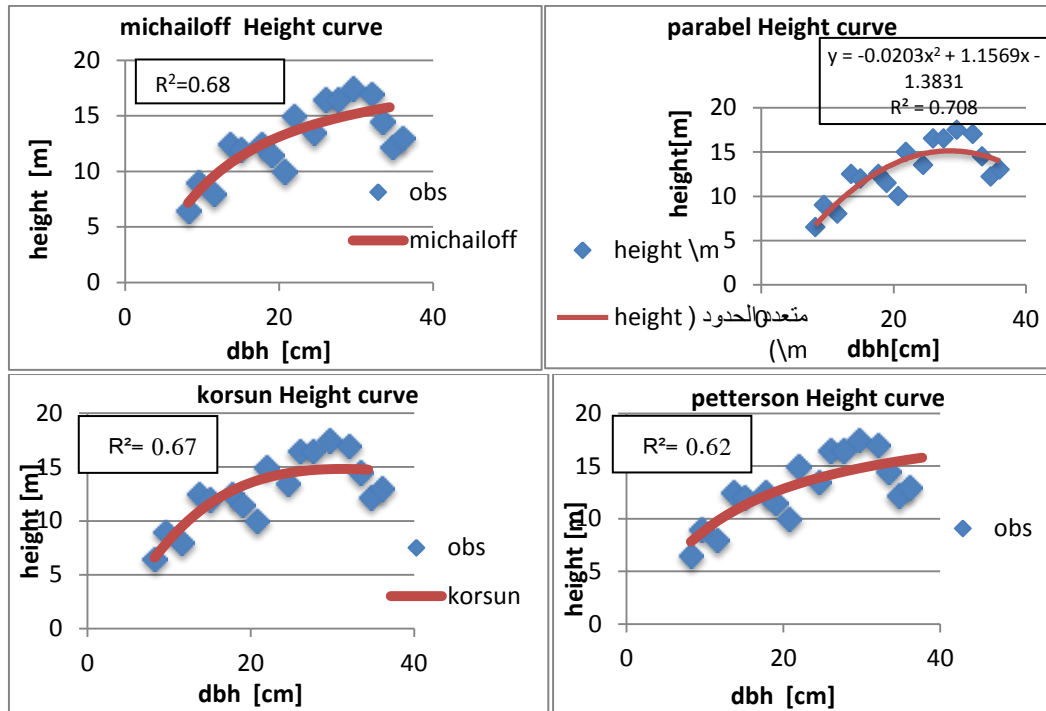 michailoff Height curve
R²=0.68
20
15
10
5
0
height [m]
0 20 40
dbh [cm]
obs
michailoff
parabel Height curve
y = -0.0203x² + 1.1569x -
1.3831
R² = 0.708
20
15
10
5
0
height[m]
0 20 40
dbh[cm]
height \m
متعدد الحدود ( height
(\m
korsun Height curve
R²= 0.67
20
15
10
5
0
height [m]
0 20 40
dbh [cm]
obs
korsun
petterson Height curve
R²= 0.62
20
15
10
5
0
height [m]
0 20 40
dbh [cm]
obs